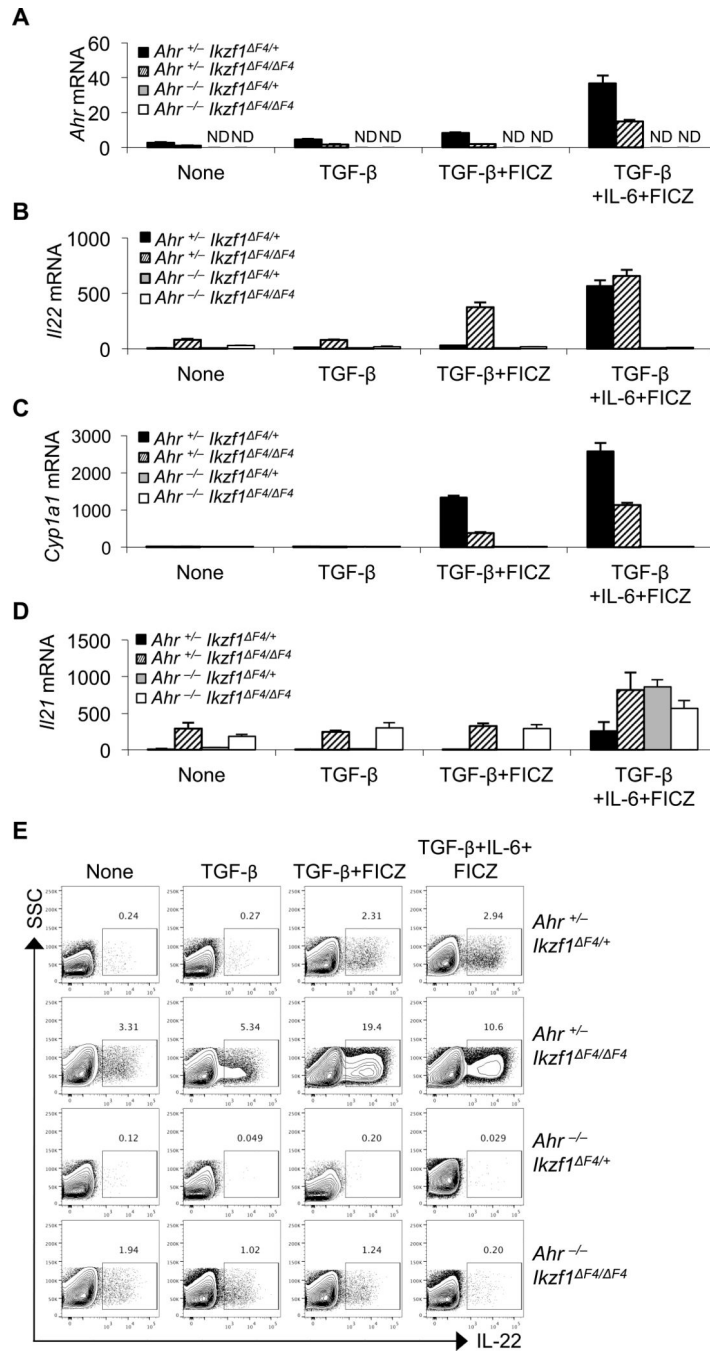 A
Ahr mRNA
60
40
20
0
Ahr +/– Ikzf1ΔF4/+
Ahr +/– Ikzf1ΔF4/ΔF4
Ahr –/– Ikzf1ΔF4/+
Ahr –/– Ikzf1ΔF4/ΔF4
ND ND
ND ND
ND ND
ND ND
None
TGF-β
TGF-β+FICZ
TGF-β
+IL-6+FICZ
B
Il22 mRNA
1000
500
0
Ahr +/– Ikzf1ΔF4/+
Ahr +/– Ikzf1ΔF4/ΔF4
Ahr –/– Ikzf1ΔF4/+
Ahr –/– Ikzf1ΔF4/ΔF4
None
TGF-β
TGF-β+FICZ
TGF-β
+IL-6+FICZ
C
Cyp1a1 mRNA
3000
2000
1000
0
Ahr +/– Ikzf1ΔF4/+
Ahr +/– Ikzf1ΔF4/ΔF4
Ahr –/– Ikzf1ΔF4/+
Ahr –/– Ikzf1ΔF4/ΔF4
None
TGF-β
TGF-β+FICZ
TGF-β
+IL-6+FICZ
D
Il21 mRNA
1500
1000
500
0
Ahr +/– Ikzf1ΔF4/+
Ahr +/– Ikzf1ΔF4/ΔF4
Ahr –/– Ikzf1ΔF4/+
Ahr –/– Ikzf1ΔF4/ΔF4
None
TGF-β
TGF-β+FICZ
TGF-β
+IL-6+FICZ
E
None
TGF-β
TGF-β+FICZ
TGF-β+IL-6+
FICZ
SSC
0.24
0.27
2.31
2.94
Ahr +/–
Ikzf1ΔF4/+
3.31
5.34
19.4
10.6
Ahr +/–
Ikzf1ΔF4/ΔF4
0.12
0.049
0.20
0.029
Ahr –/–
Ikzf1ΔF4/+
1.94
1.02
1.24
0.20
Ahr –/–
Ikzf1ΔF4/ΔF4
IL-22